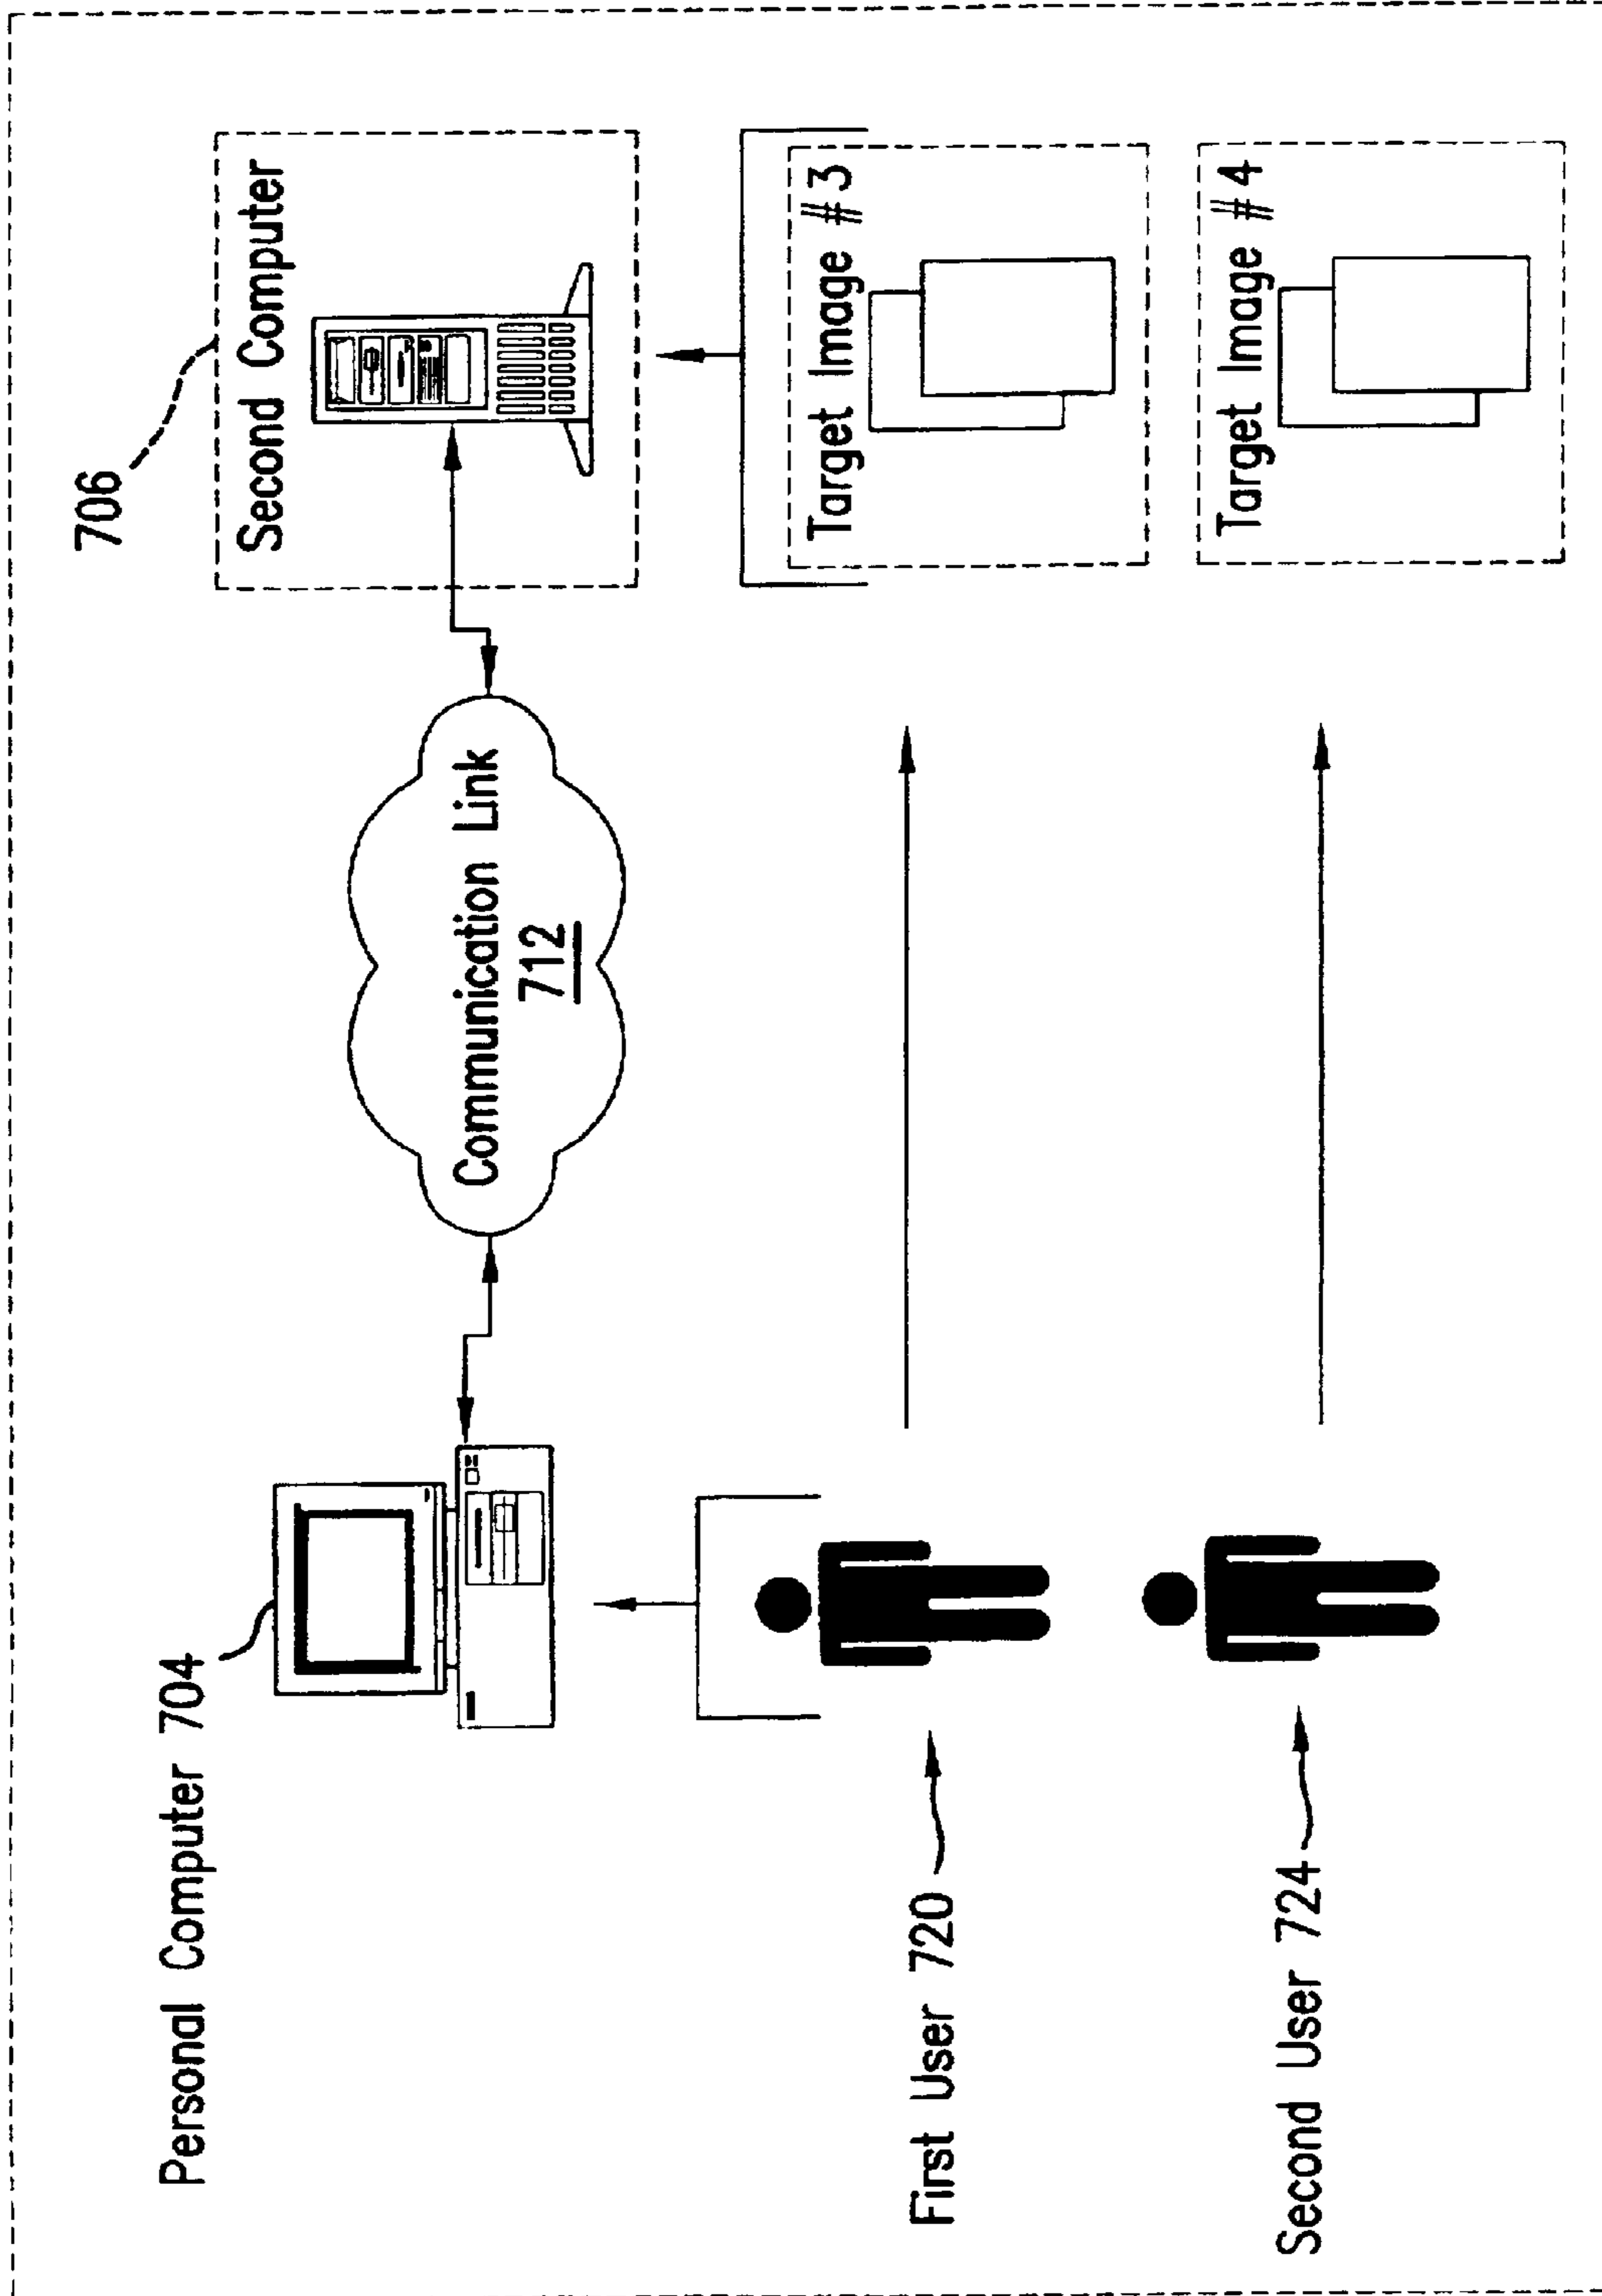 706
Second Computer
Personal Computer 704
Communication Link
712
Target Image #3
First User 720
Target Image #4
Second User 724